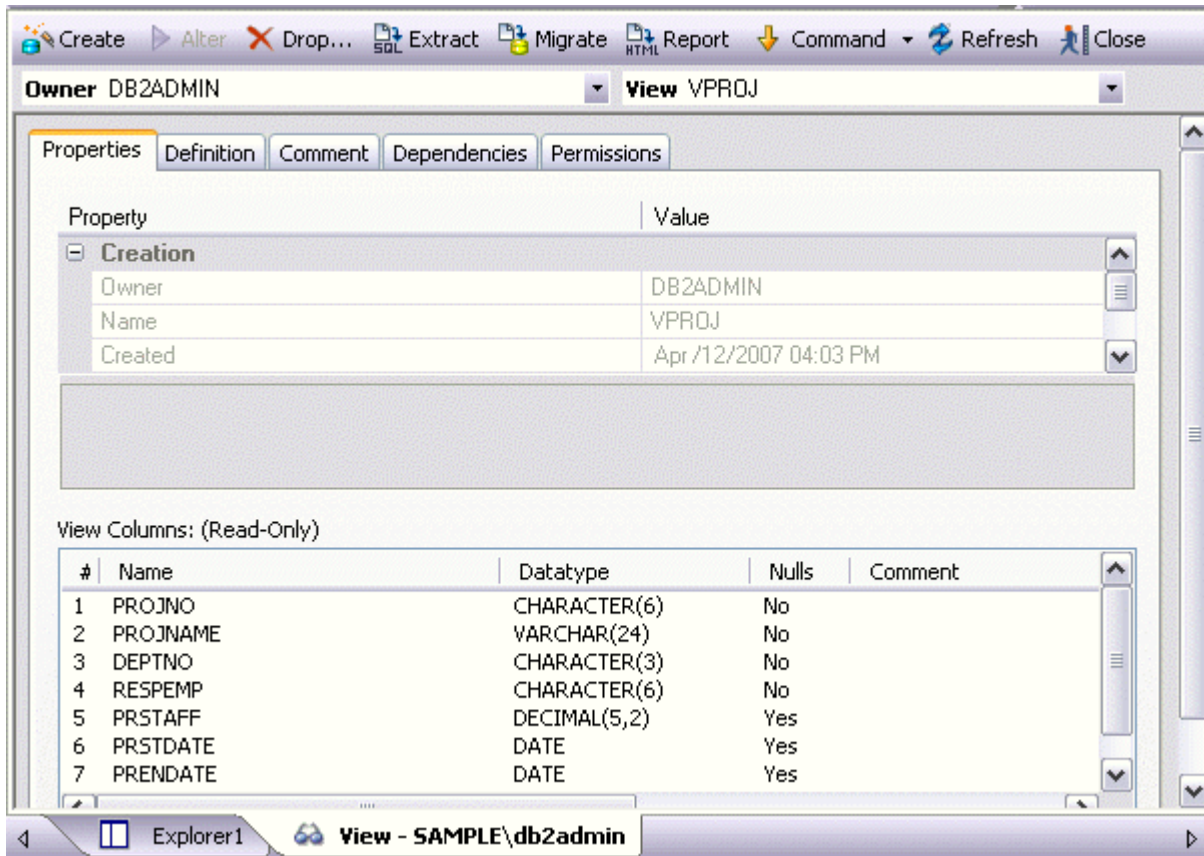 Create Alter Drop... SQL Extract Migrate HTML Report Command Refresh Close
Owner DB2ADMIN View VPROJ
Properties Definition Comment Dependencies Permissions
Property Value
Creation
Owner DB2ADMIN
Name VPROJ
Created Apr /12/2007 04:03 PM
View Columns: (Read-Only)
# Name Datatype Nulls Comment
1 PROJNO CHARACTER(6) No
2 PROJNAME VARCHAR(24) No
3 DEPTNO CHARACTER(3) No
4 RESPEMP CHARACTER(6) No
5 PRSTAFF DECIMAL(5,2) Yes
6 PRSTDATE DATE Yes
7 PRENDATE DATE Yes
Explorer1 View - SAMPLE\db2admin